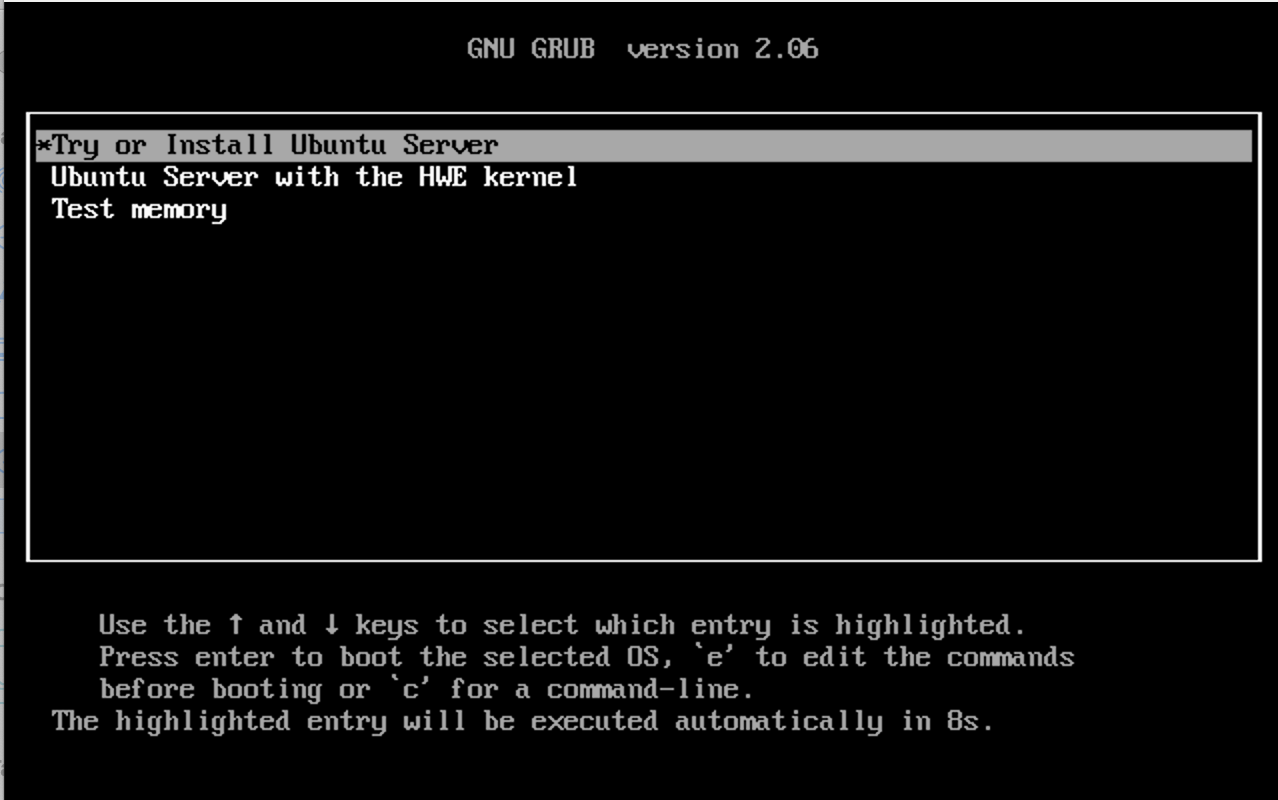 GNU GRUB  version 2.06
*Try or Install Ubuntu Server
Ubuntu Server with the HWE kernel
Test memory
Use the ↑ and ↓ keys to select which entry is highlighted.
Press enter to boot the selected OS, `e' to edit the commands
before booting or `c' for a command-line.
The highlighted entry will be executed automatically in 8s.